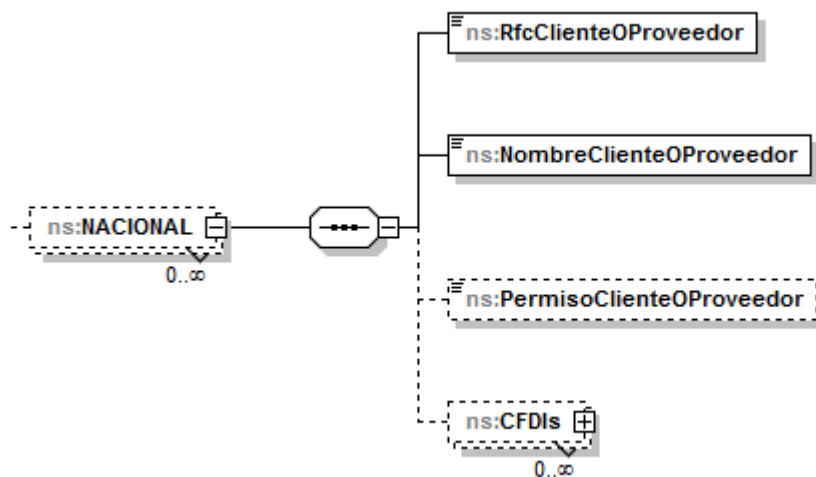 ns:RfcClienteOProveedor
ns:NombreClienteOProveedor
ns:NACIONAL
0..∞
ns:PermisoClienteOProveedor
ns:CFDIs
0..∞